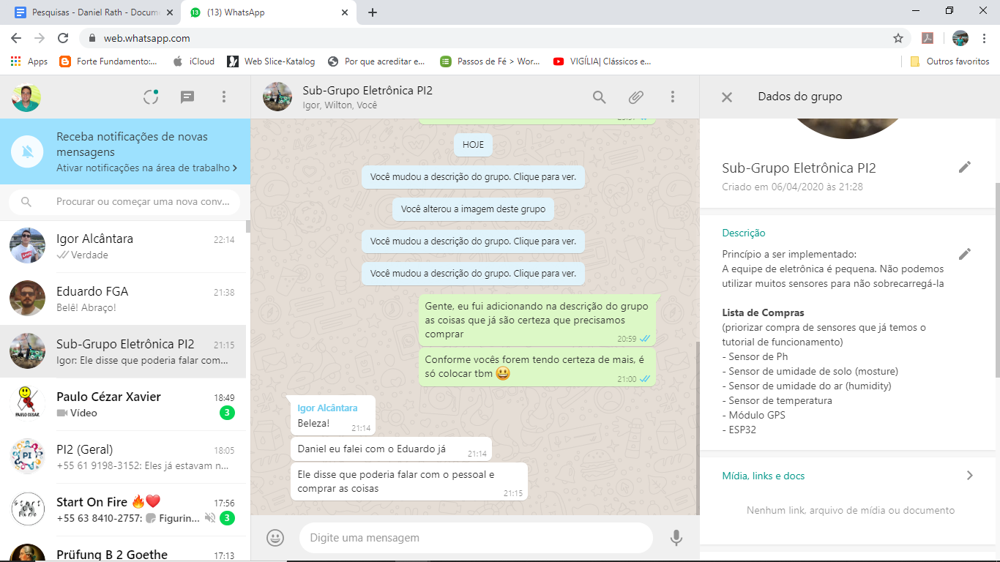 Pesquisas - Daniel Rath - Docum
(13) WhatsApp
web.whatsapp.com
Apps
Forte Fundamento:...
iCloud
Web Slice-Katalog
Por que acreditar e...
Passos de Fé > Wor...
VIGÍLIA| Clássicos e...
Outros favoritos
Receba notificações de novas
mensagens
Ativar notificações na área de trabalho >
Procurar ou começar uma nova conv...
Igor Alcântara 22:14
Verdade
Eduardo FGA 21:38
Belê! Abraço!
Sub-Grupo Eletrônica PI2 21:15
Igor: Ele disse que poderia falar com...
Paulo Cézar Xavier 18:49
Vídeo 3
PAULO CESAR
PI2 (Geral) 18:05
+55 61 9198-3152: Eles já estavam n...
PI
Start On Fire 🔥❤️ 17:56
+55 63 8410-2757: Figurin... 3
Prüfung B 2 Goethe 17:13
Sub-Grupo Eletrônica PI2
Igor, Wilton, Você
HOJE
Você mudou a descrição do grupo. Clique para ver.
Você alterou a imagem deste grupo
Você mudou a descrição do grupo. Clique para ver.
Você mudou a descrição do grupo. Clique para ver.
Gente, eu fui adicionando na descrição do grupo
as coisas que já são certeza que precisamos
comprar
20:59
Conforme vocês forem tendo certeza de mais, é
só colocar tbm 😃
21:00
Igor Alcântara
Beleza!
21:14
Daniel eu falei com o Eduardo já
21:14
Ele disse que poderia falar com o pessoal e
comprar as coisas
21:15
Digite uma mensagem
Dados do grupo
Sub-Grupo Eletrônica PI2
Criado em 06/04/2020 às 21:28
Descrição
Princípio a ser implementado:
A equipe de eletrônica é pequena. Não podemos
utilizar muitos sensores para não sobrecarregá-la
Lista de Compras
(priorizar compra de sensores que já temos o
tutorial de funcionamento)
- Sensor de Ph
- Sensor de umidade de solo (mosture)
- Sensor de umidade do ar (humidity)
- Sensor de temperatura
- Módulo GPS
- ESP32
Mídia, links e docs
Nenhum link, arquivo de mídia ou documento